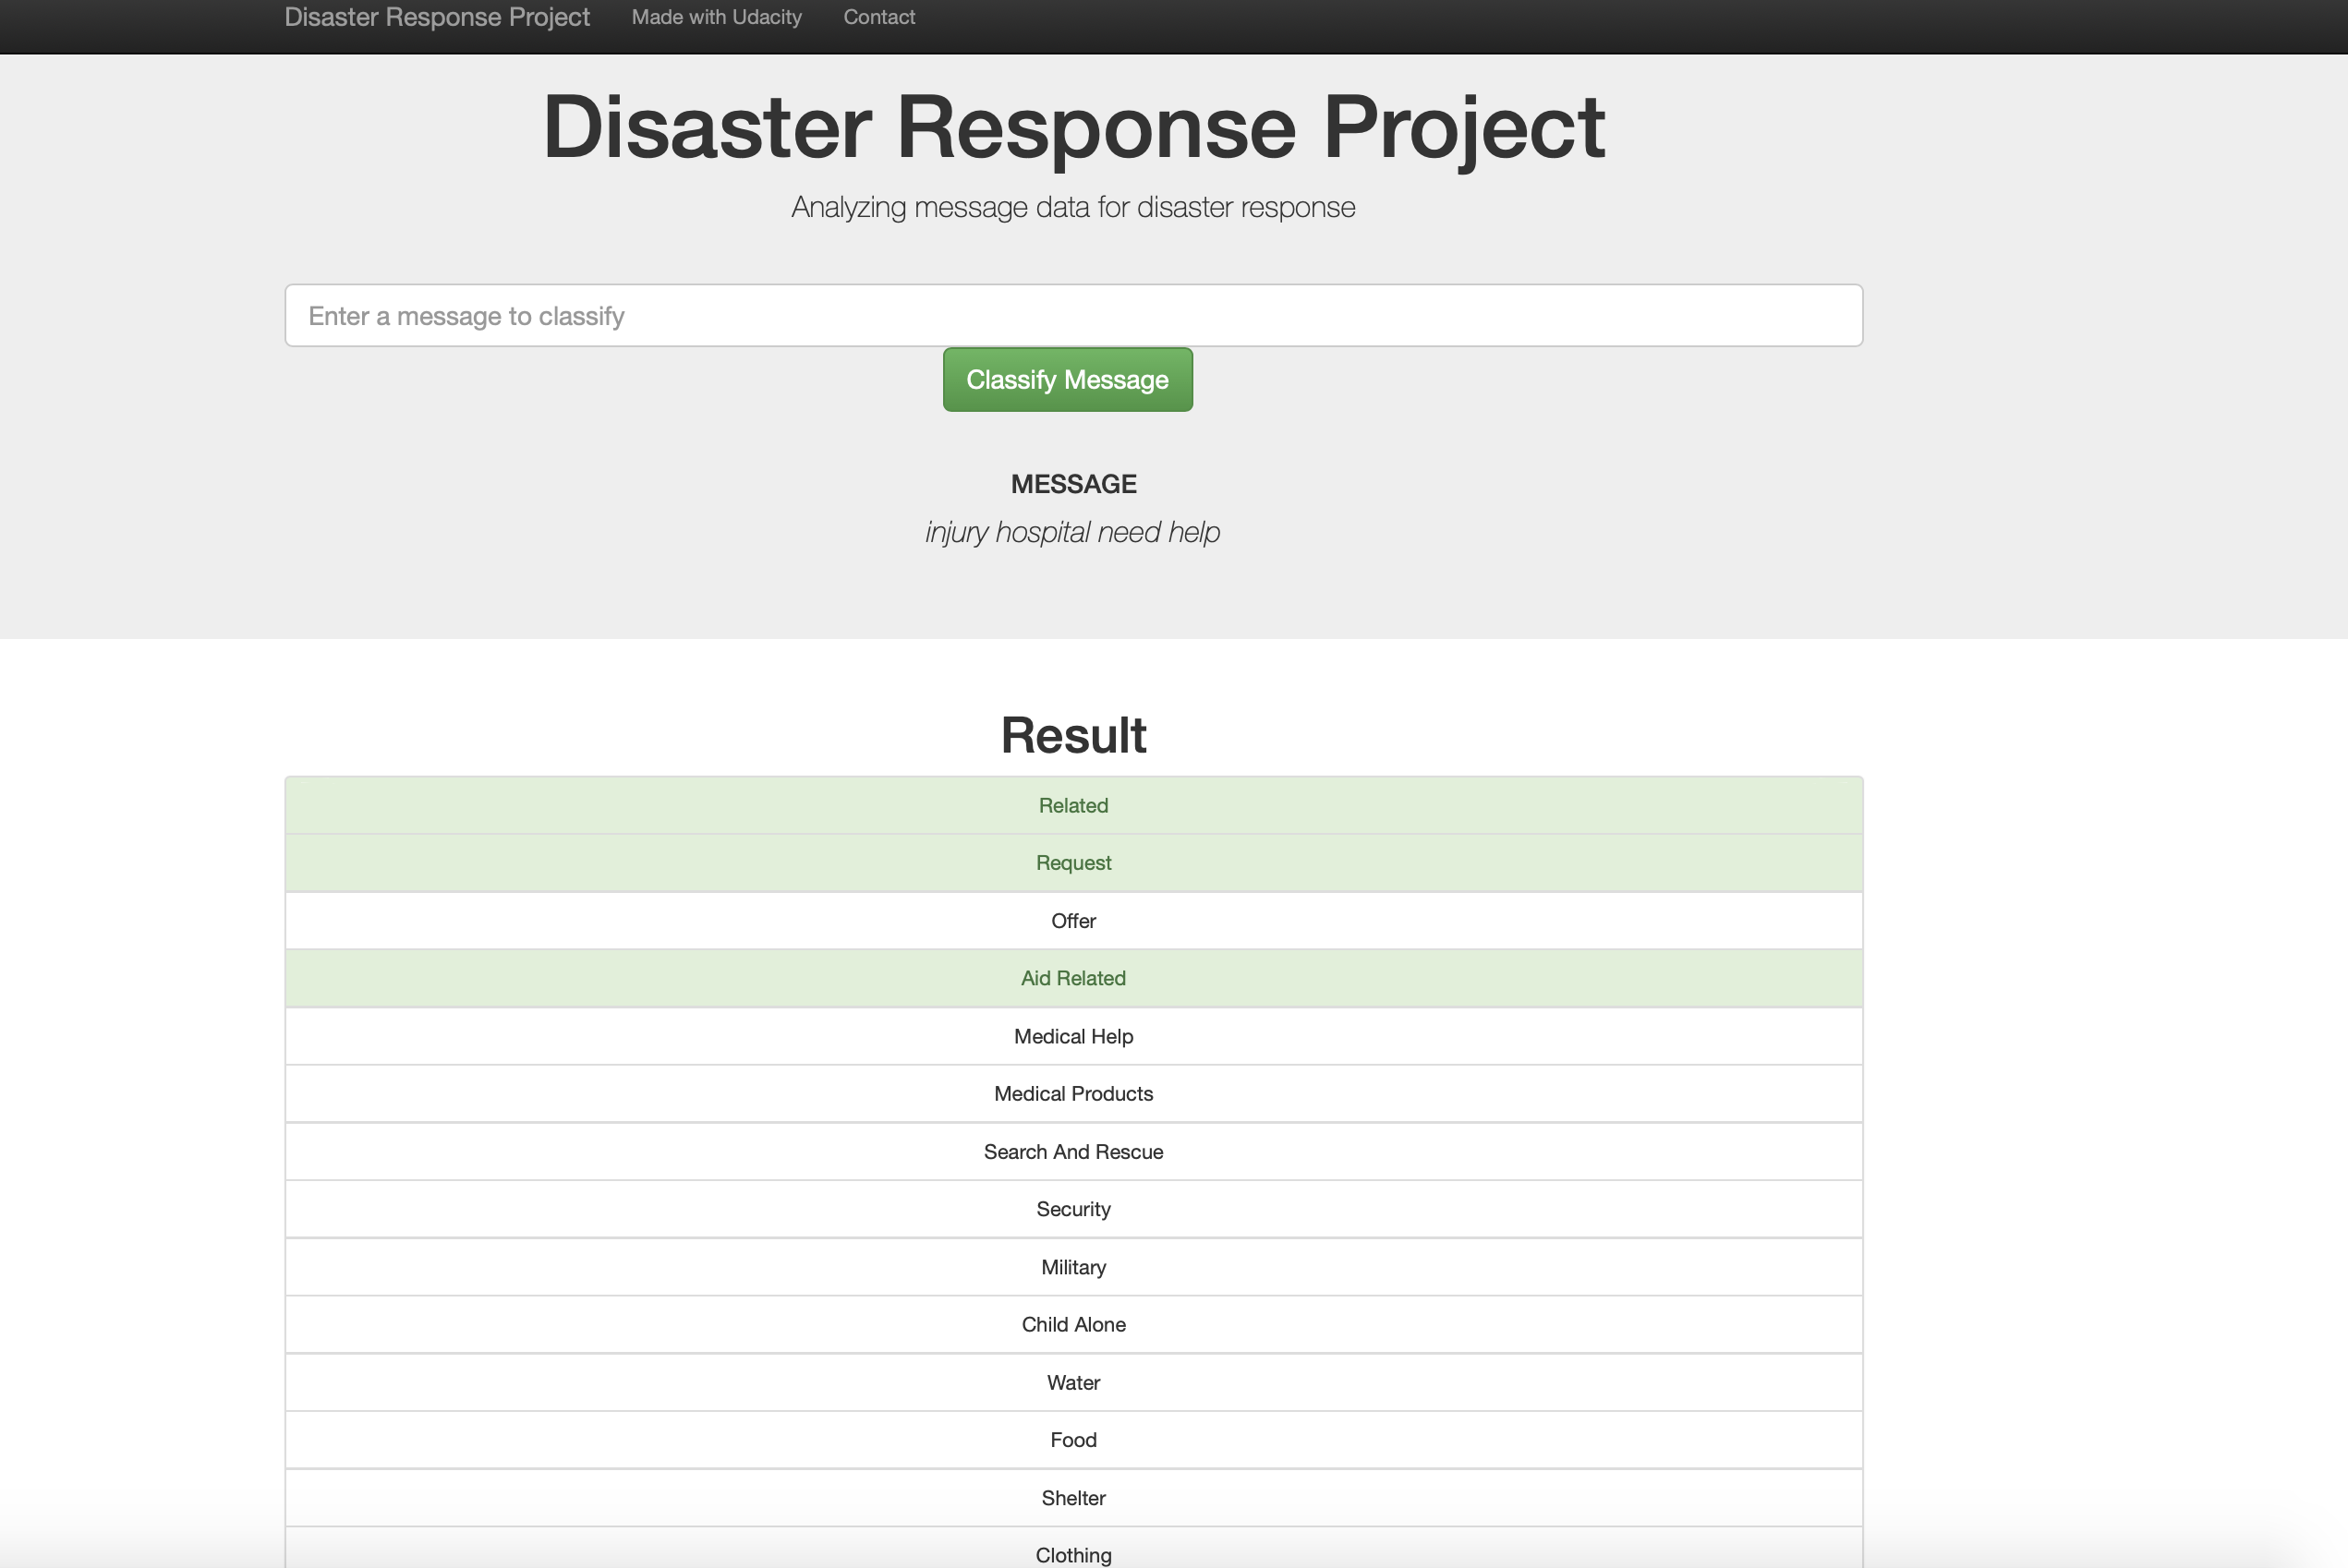 Disaster Response Project Made with Udacity Contact
Disaster Response Project
Analyzing message data for disaster response
Enter a message to classify
Classify Message
MESSAGE
injury hospital need help
Result
Related
Request
Offer
Aid Related
Medical Help
Medical Products
Search And Rescue
Security
Military
Child Alone
Water
Food
Shelter
Clothing